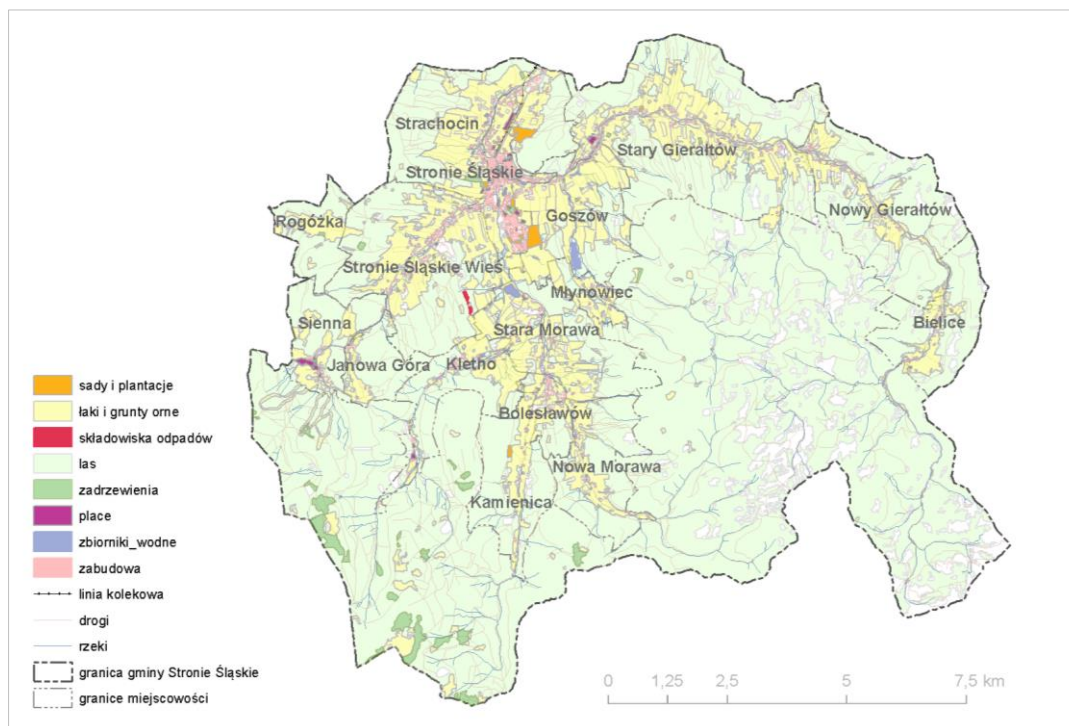 Strachocin
Stary Gierałtów
Stronie Śląskie
Goszów
Nowy Gierałtów
Rogóżka
Stronie Śląskie Wieś
Młynowiec
Sienna
Stara Morawa
Bielice
Janowa Góra
Kletno
Bolesławów
Nowa Morawa
Kamienica
sady i plantacje
łąki i grunty orne
składowiska odpadów
las
zadrzewienia
place
zbiorniki_wodne
zabudowa
linia kolekowa
drogi
rzeki
granica gminy Stronie Śląskie
granice miejscowości
0 1,25 2,5 5 7,5 km